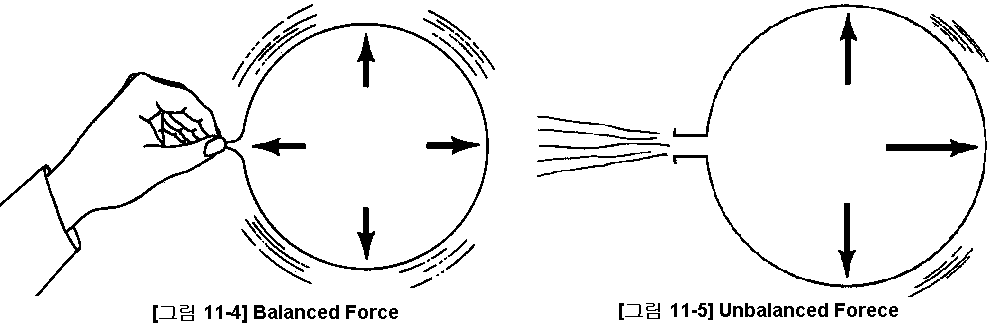 [그림 11-4] Balanced Force
[그림 11-5] Unbalanced Forece